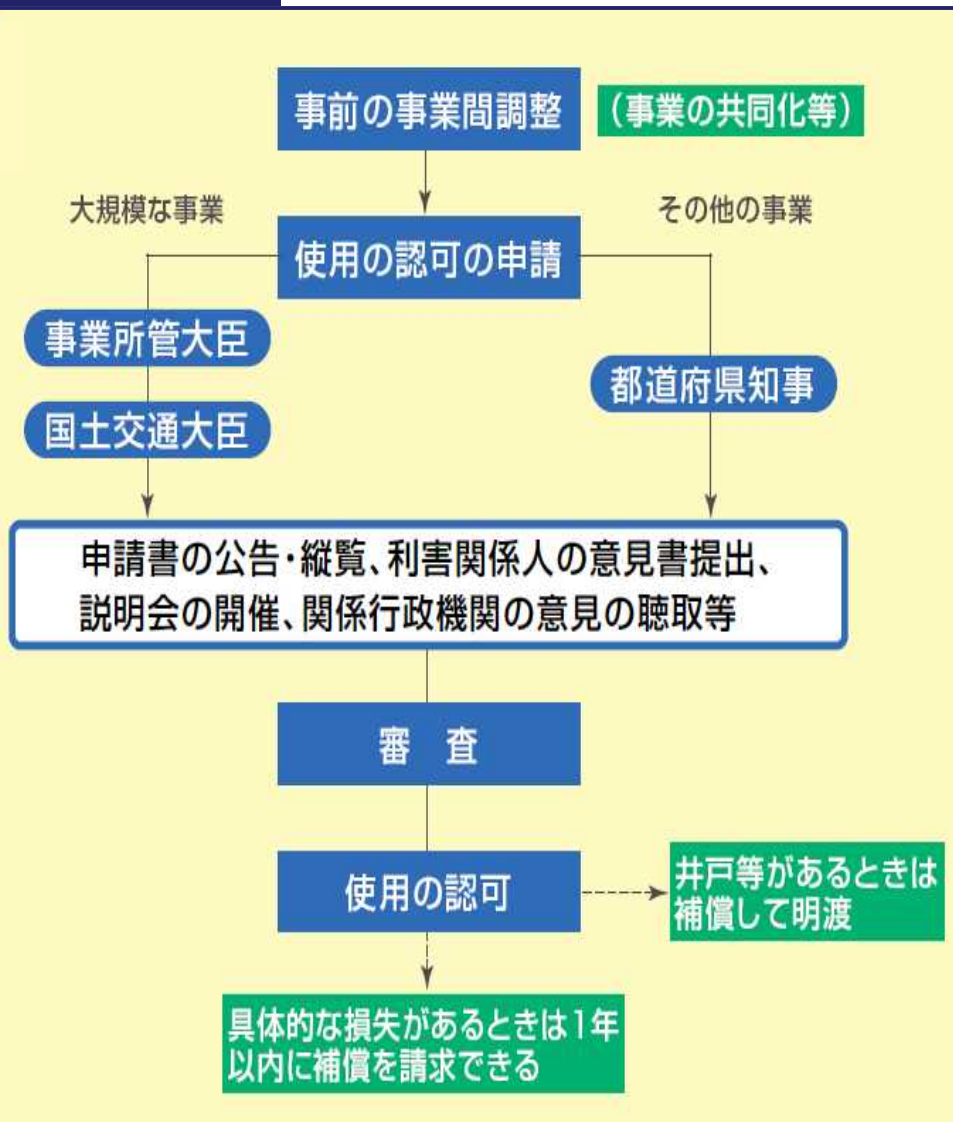 事前の事業間調整
（事業の共同化等）
大規模な事業
その他の事業
使用の認可の申請
事業所管大臣
国土交通大臣
都道府県知事
申請書の公告・縦覧、利害関係人の意見書提出、
説明会の開催、関係行政機関の意見の聴取等
審　査
使用の認可
井戸等があるときは
補償して明渡
具体的な損失があるときは1年
以内に補償を請求できる